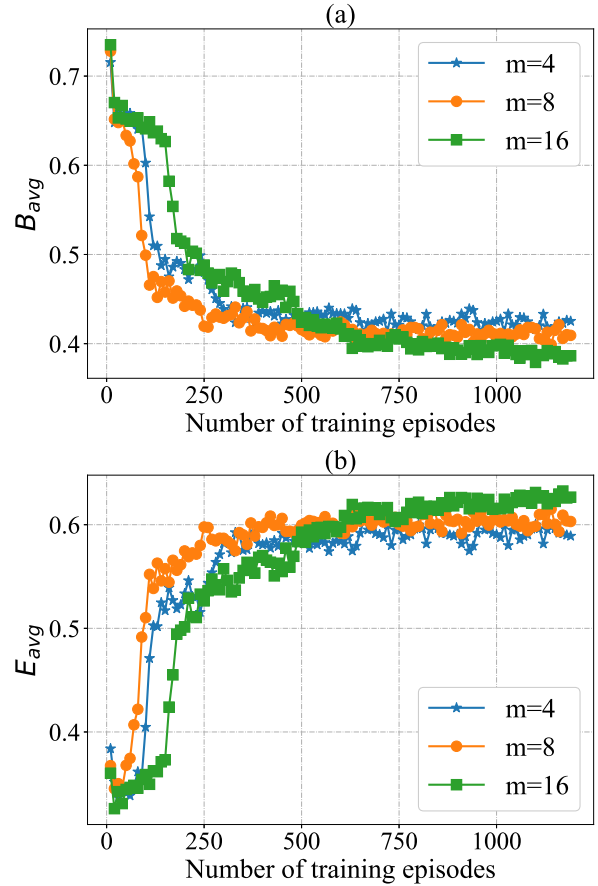 (a)
0.7
0.6
0.5
0.4
B_avg
m=4
m=8
m=16
0 250 500 750 1000
Number of training episodes
(b)
0.6
0.5
0.4
E_avg
m=4
m=8
m=16
0 250 500 750 1000
Number of training episodes